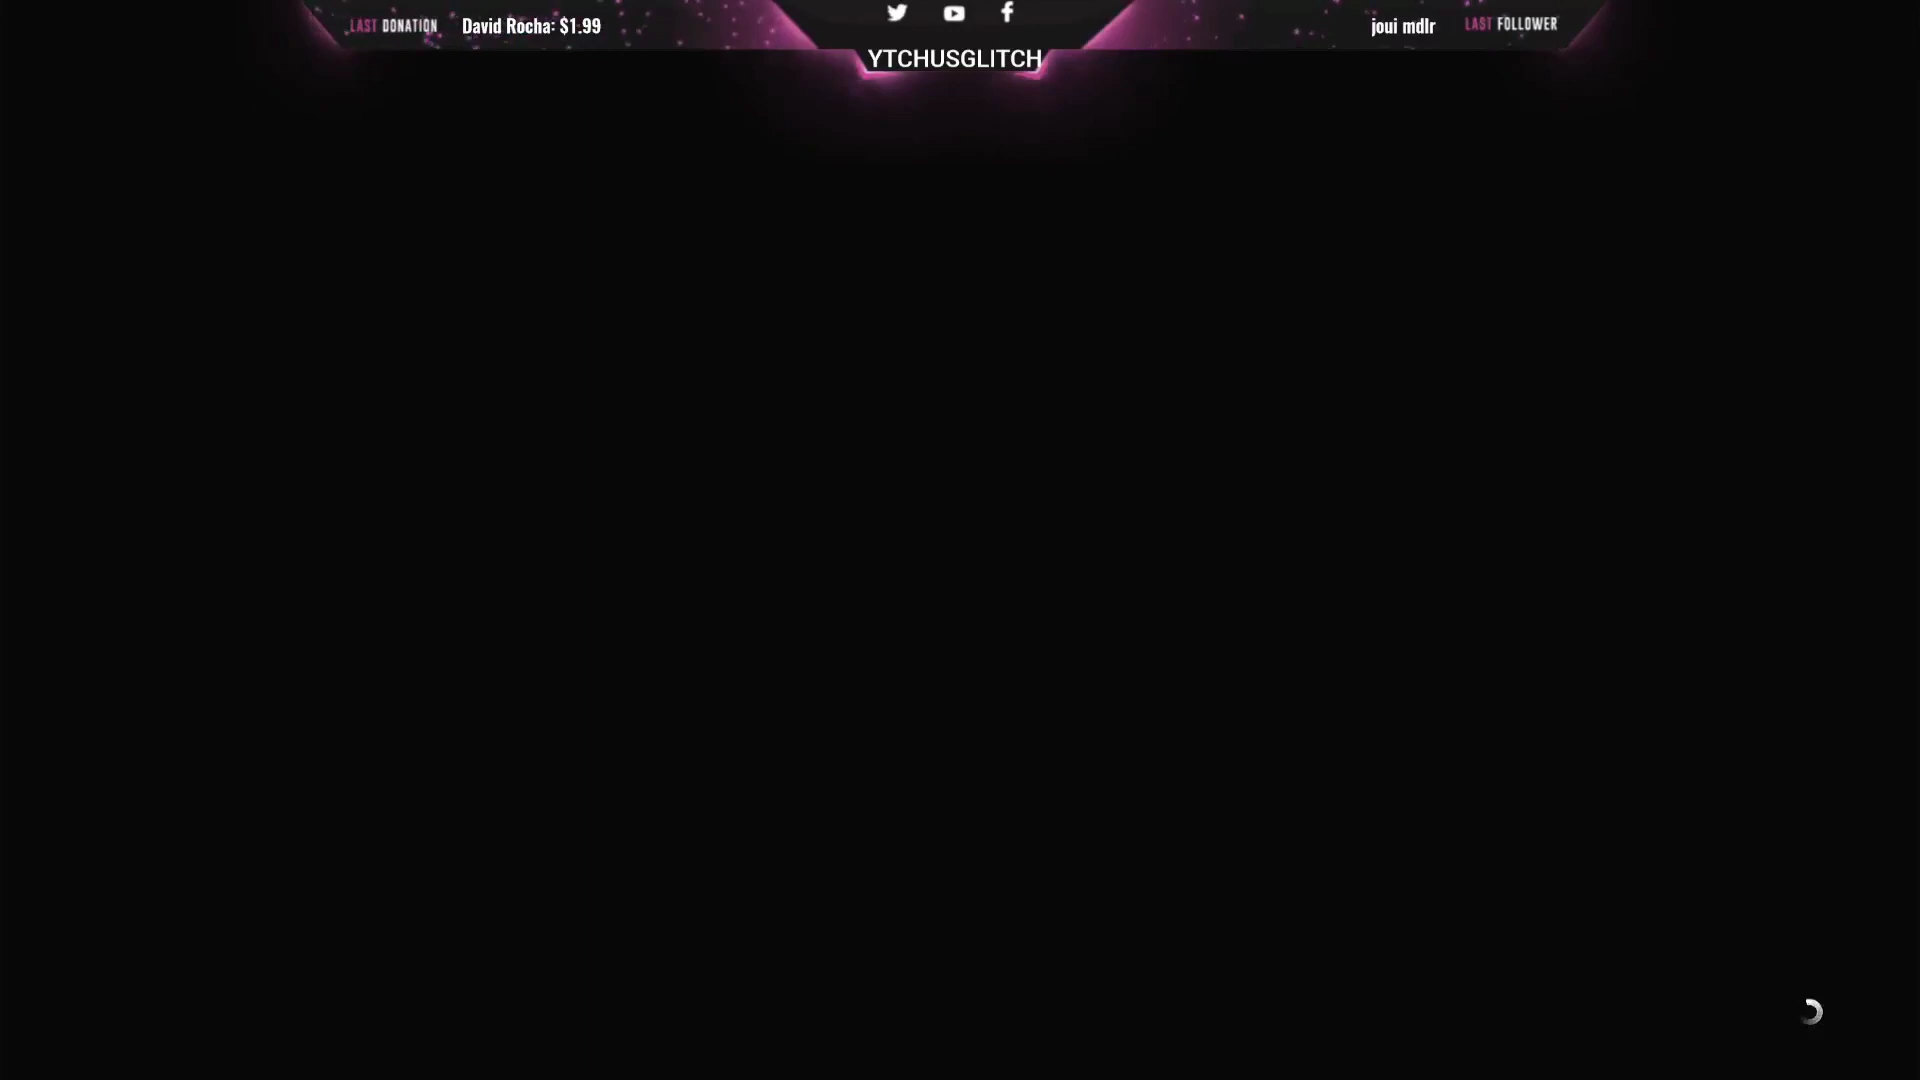 LAST DONATION David Rocha: $1.99
joui mdlr LAST FOLLOWER
YTCHUSGLITCH